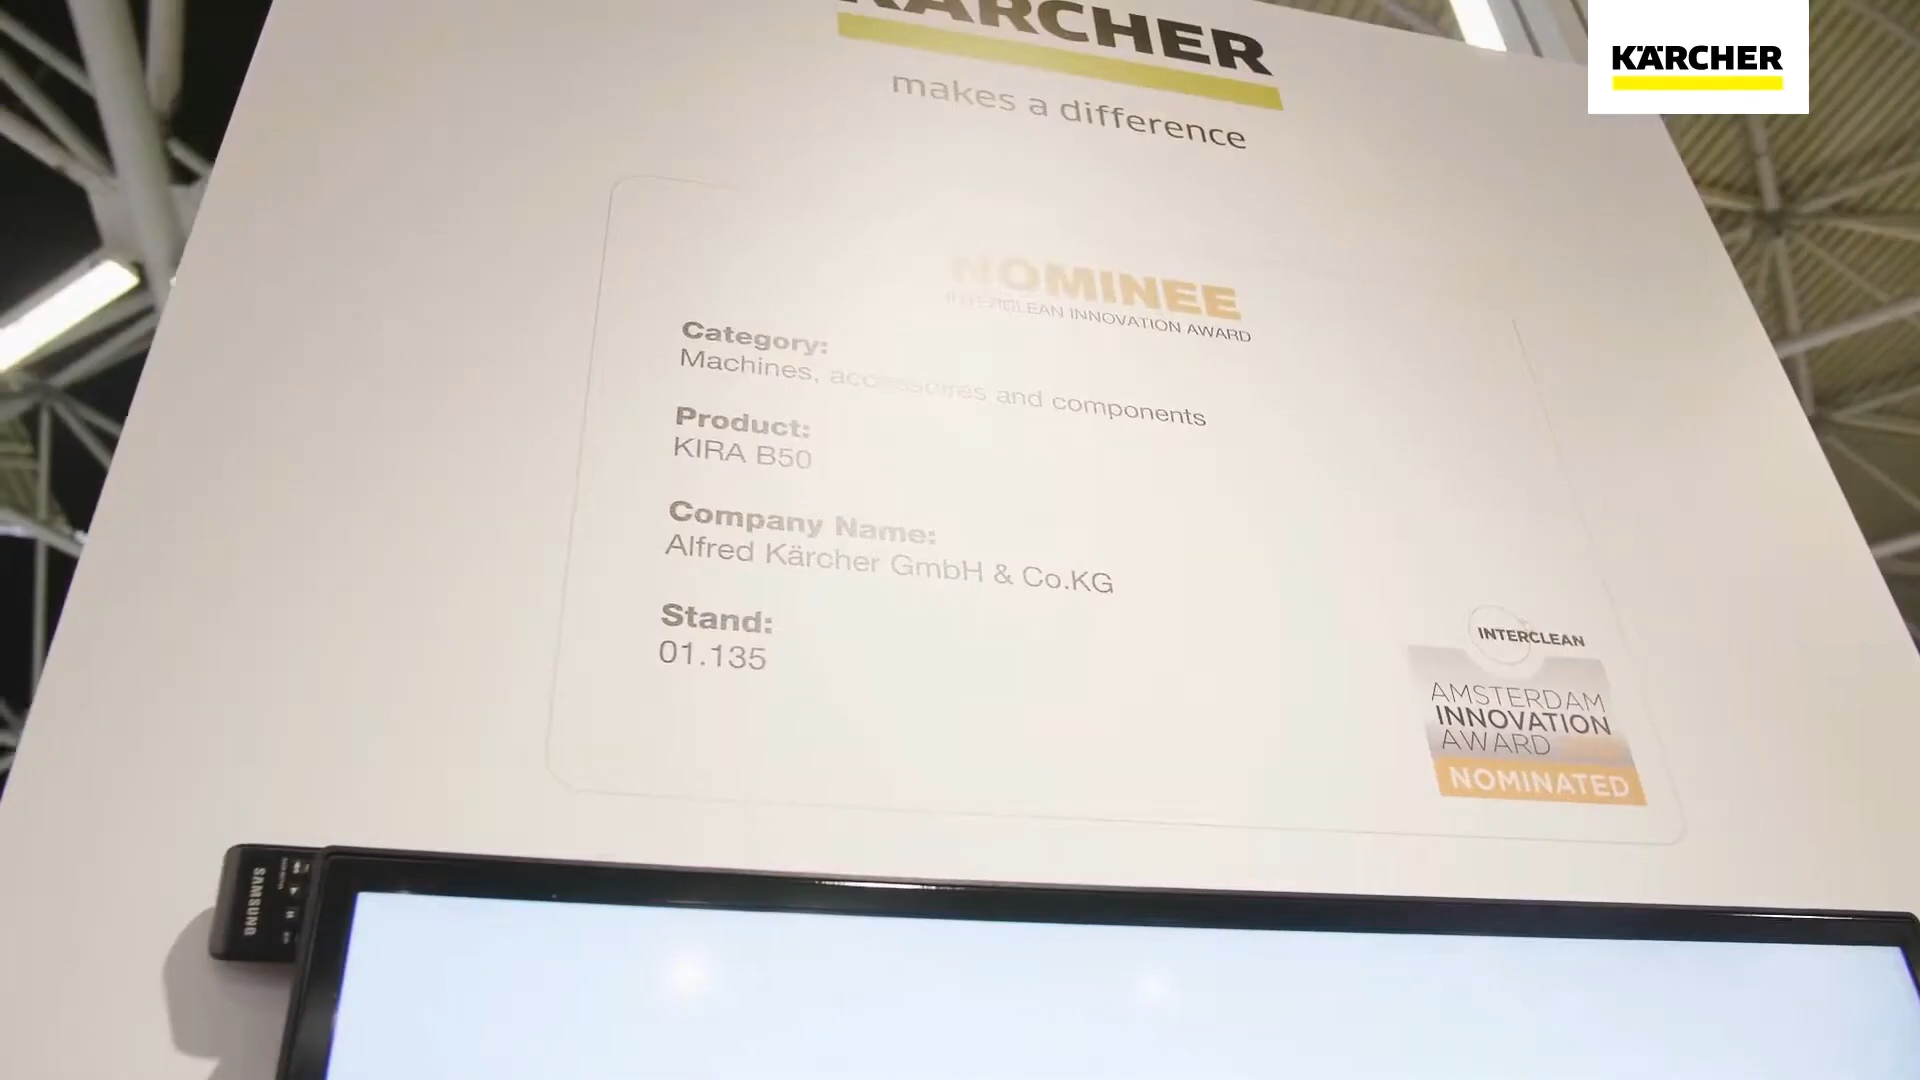 KÄRCHER
KÄRCHER
makes a difference
NOMINEE
INTERCLEAN INNOVATION AWARD
Category:
Machines, accessoires and components
Product:
KIRA B50
Company Name:
Alfred Kärcher GmbH & Co.KG
Stand:
01.135
INTERCLEAN
AMSTERDAM
INNOVATION
AWARD
NOMINATED
SAMSUNG